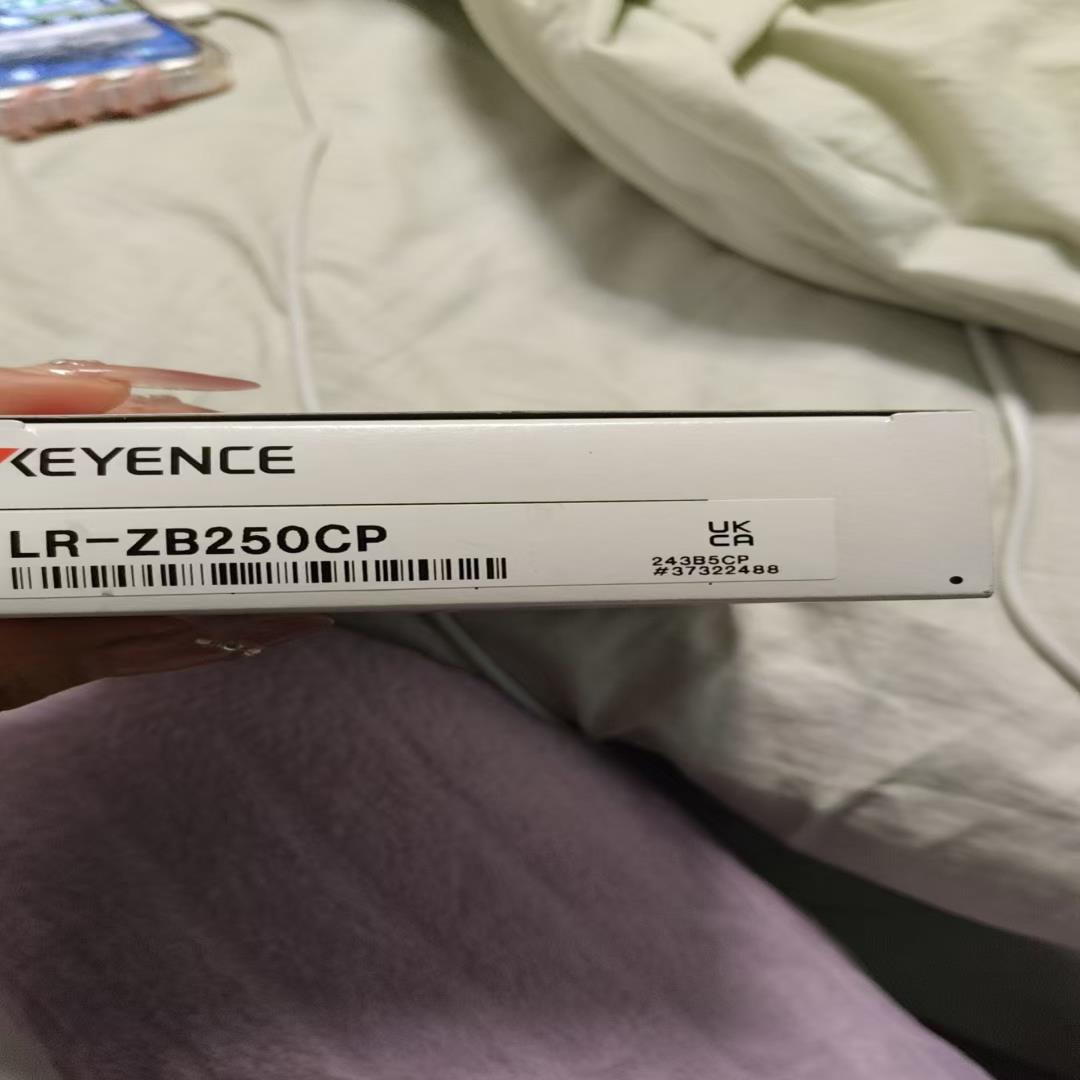 KEYENCE
LR-ZB250CP
UK
CA
243B5CP
#37322488